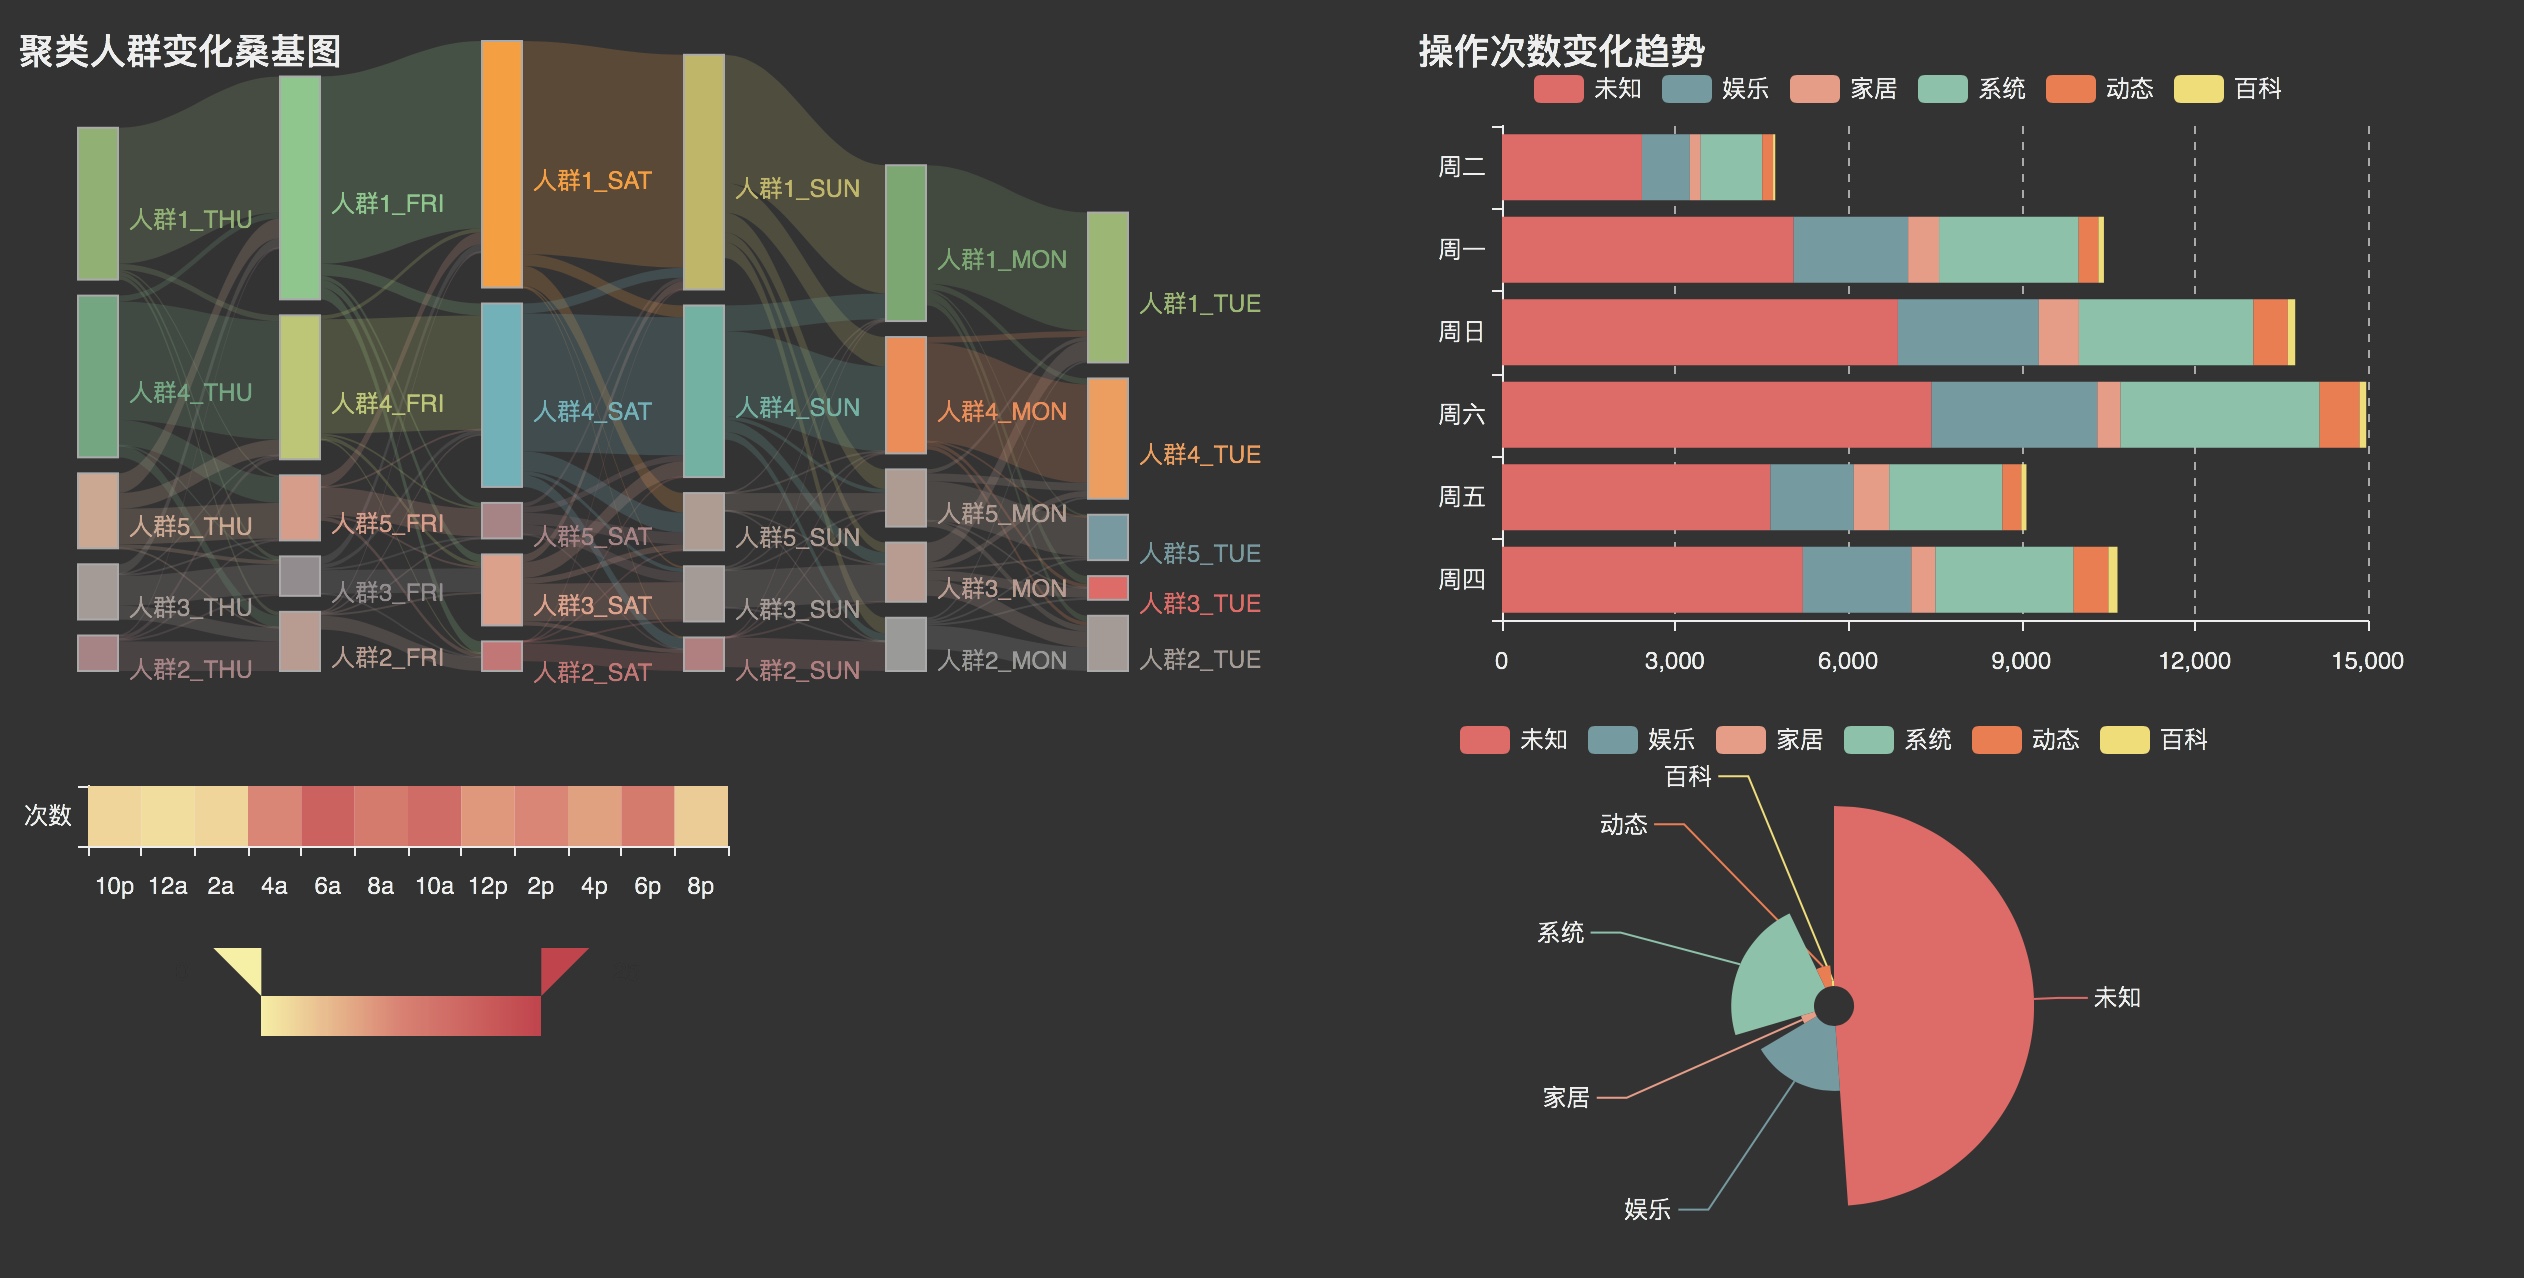 聚类人群变化桑基图
人群1_THU
人群4_THU
人群5_THU
人群3_THU
人群2_THU
人群1_FRI
人群4_FRI
人群5_FRI
人群3_FRI
人群2_FRI
人群1_SAT
人群4_SAT
人群5_SAT
人群3_SAT
人群2_SAT
人群1_SUN
人群4_SUN
人群5_SUN
人群3_SUN
人群2_SUN
人群1_MON
人群4_MON
人群5_MON
人群3_MON
人群2_MON
人群1_TUE
人群4_TUE
人群5_TUE
人群3_TUE
人群2_TUE
操作次数变化趋势
未知 娱乐 家居 系统 动态 百科
周二
周一
周日
周六
周五
周四
0 3,000 6,000 9,000 12,000 15,000
次数
10p 12a 2a 4a 6a 8a 10a 12p 2p 4p 6p 8p
未知 娱乐 家居 系统 动态 百科
百科
动态
系统
未知
家居
娱乐